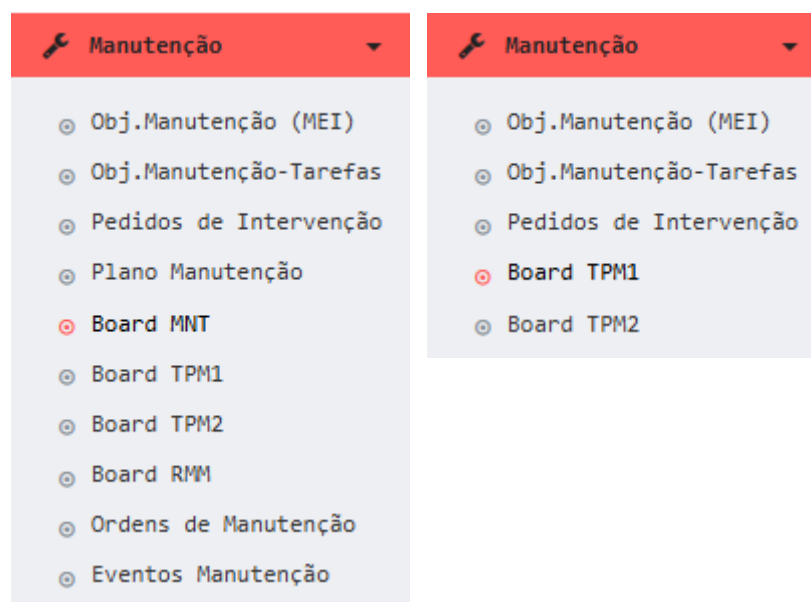 Manutenção
Obj.Manutenção (MEI)
Obj.Manutenção-Tarefas
Pedidos de Intervenção
Plano Manutenção
Board MNT
Board TPM1
Board TPM2
Board RMM
Ordens de Manutenção
Eventos Manutenção
Manutenção
Obj.Manutenção (MEI)
Obj.Manutenção-Tarefas
Pedidos de Intervenção
Board TPM1
Board TPM2